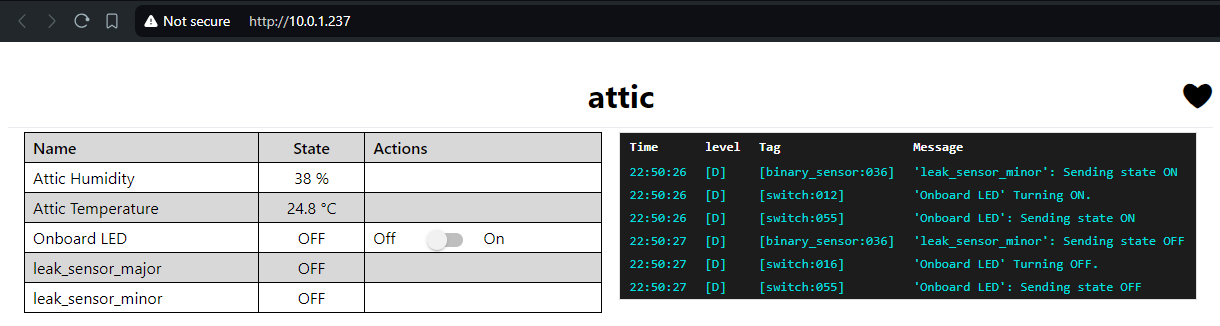 Not secure http://10.0.1.237
attic
Name State Actions
Attic Humidity 38 %
Attic Temperature 24.8 °C
Onboard LED OFF Off On
leak_sensor_major OFF
leak_sensor_minor OFF
Time level Tag Message
22:50:26 [D] [binary_sensor:036] 'leak_sensor_minor': Sending state ON
22:50:26 [D] [switch:012] 'Onboard LED' Turning ON.
22:50:26 [D] [switch:055] 'Onboard LED': Sending state ON
22:50:27 [D] [binary_sensor:036] 'leak_sensor_minor': Sending state OFF
22:50:27 [D] [switch:016] 'Onboard LED' Turning OFF.
22:50:27 [D] [switch:055] 'Onboard LED': Sending state OFF